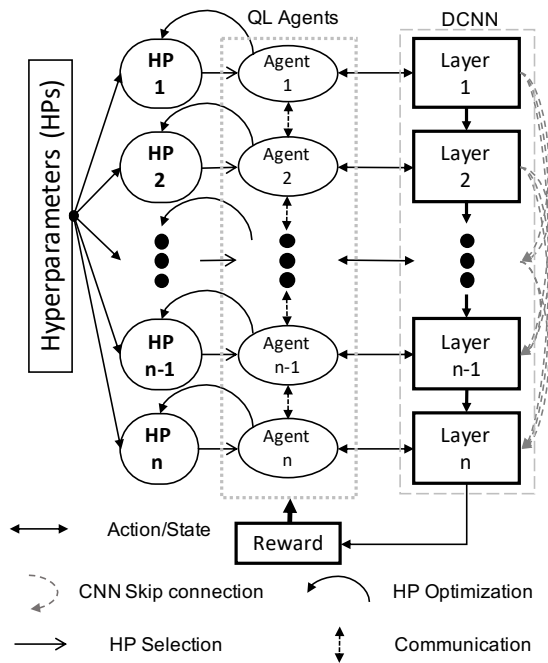 QL Agents
DCNN
Hyperparameters (HPs)
HP
1
Agent
1
Layer
1
HP
2
Agent
2
Layer
2
HP
n-1
Agent
n-1
Layer
n-1
HP
n
Agent
n
Layer
n
Action/State
Reward
CNN Skip connection
HP Optimization
HP Selection
Communication